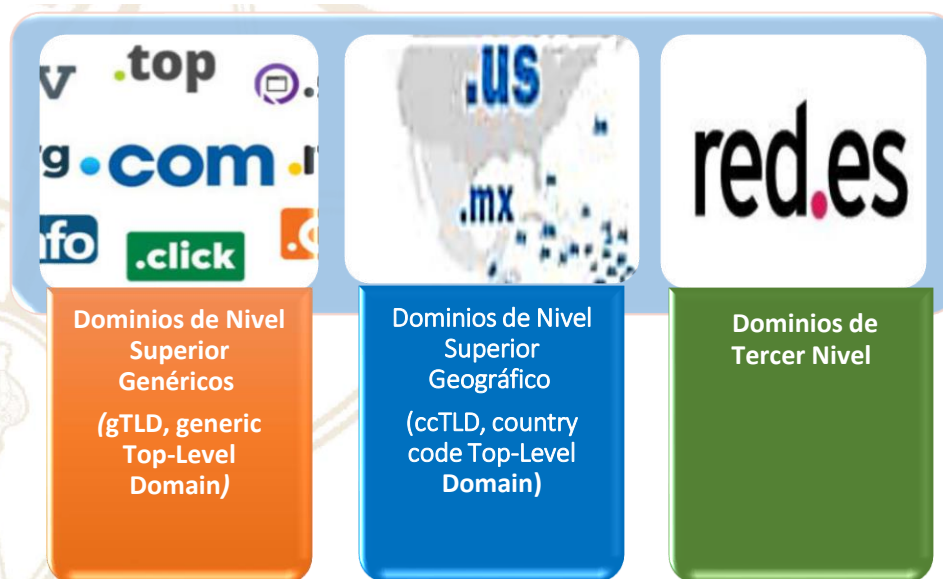 .top
.com
.click
.us
.mx
red.es
Dominios de Nivel
Superior
Genéricos
(gTLD, generic
Top-Level
Domain)
Dominios de Nivel
Superior
Geográfico
(ccTLD, country
code Top-Level
Domain)
Dominios de
Tercer Nivel